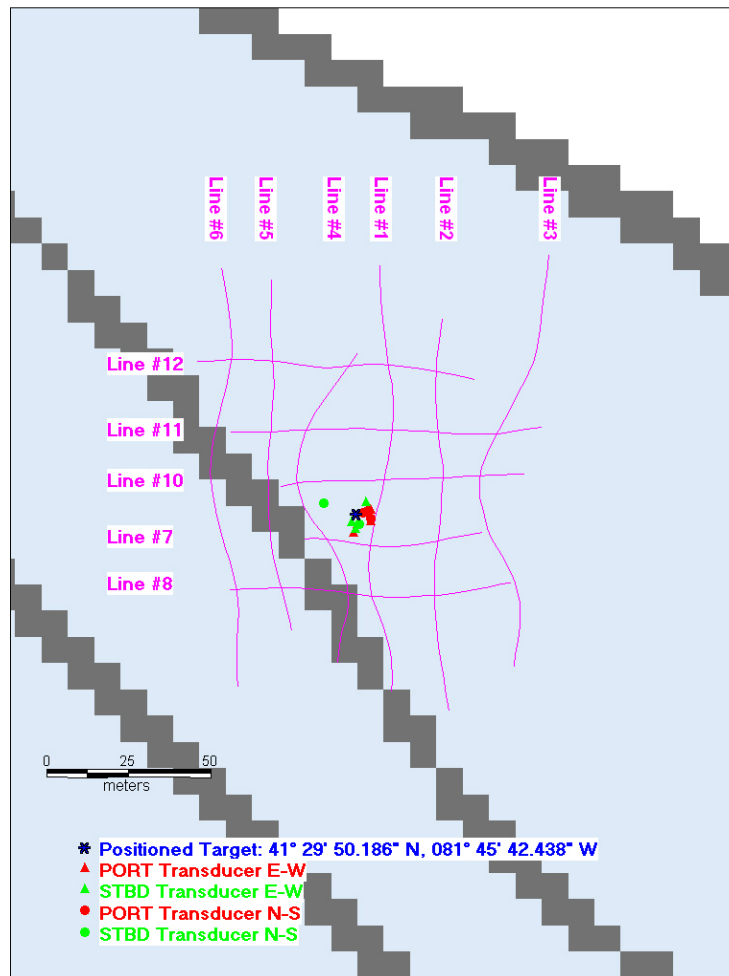 Line #6
Line #5
Line #4
Line #1
Line #2
Line #3
Line #12
Line #11
Line #10
Line #7
Line #8
0 25 50
meters
Positioned Target: 41° 29' 50.186" N, 081° 45' 42.438" W
PORT Transducer E-W
STBD Transducer E-W
PORT Transducer N-S
STBD Transducer N-S